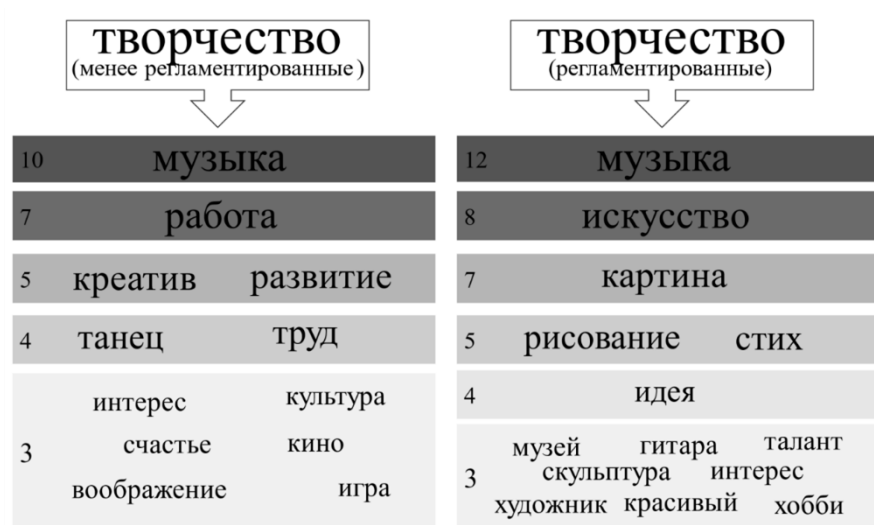 творчество
(менее регламентированные)
10 музыка
7 работа
5 креатив развитие
4 танец труд
интерес культура
3 счастье кино
воображение игра
творчество
(регламентированные)
12 музыка
8 искусство
7 картина
5 рисование стих
4 идея
музей гитара талант
3 скульптура интерес
художник красивый хобби